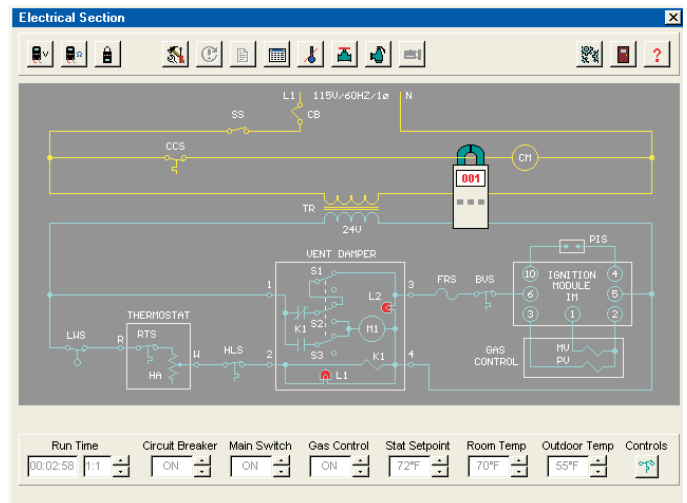 Electrical Section
V
Ω
?
L1 115V/60HZ/1ø N
CB
SS
CCS
CM
001
TR
24V
PIS
VENT DAMPER
S1
1
L2
3
FRS
BVS
10
IGNITION
MODULE
IM
4
6
5
3
1
2
K1
S2
M1
THERMOSTAT
LWS
R
RTS
W
HLS
2
S3
K1
4
GAS
CONTROL
MV
PV
HA
L1
Run Time
Circuit Breaker
Main Switch
Gas Control
Stat Setpoint
Room Temp
Outdoor Temp
Controls
00:02:58
1:1
ON
ON
ON
72°F
70°F
55°F